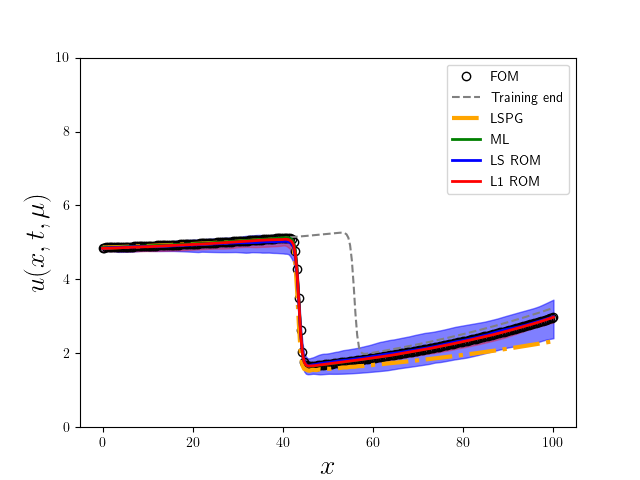 10
8
6
4
2
0
u(x, t, μ)
0 20 40 60 80 100
x
FOM
Training end
LSPG
ML
LS ROM
L1 ROM